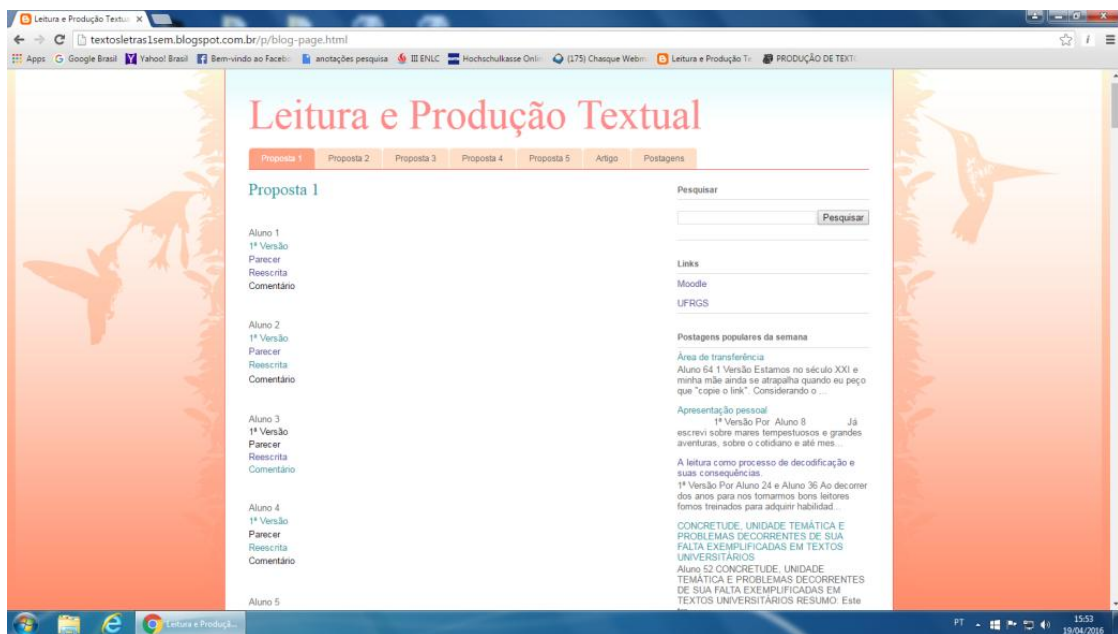 Leitura e Produção Textu
textosletras1sem.blogspot.com.br/p/blog-page.html
Apps
Google Brasil
Yahoo! Brasil
Bem-vindo ao Facebo
anotações pesquisa
III ENLC
Hochschulkasse Onlin
(175) Chasque Webm
Leitura e Produção Te
PRODUÇÃO DE TEXTO
Leitura e Produção Textual
Proposta 1
Proposta 2
Proposta 3
Proposta 4
Proposta 5
Artigo
Postagens
Proposta 1
Aluno 1
1ª Versão
Parecer
Reescrita
Comentário
Aluno 2
1ª Versão
Parecer
Reescrita
Comentário
Aluno 3
1ª Versão
Parecer
Reescrita
Comentário
Aluno 4
1ª Versão
Parecer
Reescrita
Comentário
Aluno 5
Pesquisar
Pesquisar
Links
Moodle
UFRGS
Postagens populares da semana
Área de transferência
Aluno 64 1 Versão Estamos no século XXI e
minha mãe ainda se atrapalha quando eu peço
que "copie o link". Considerando o ...
Apresentação pessoal
1ª Versão Por Aluno 8 Já
escrevi sobre mares tempestuosos e grandes
aventuras, sobre o cotidiano e até mes...
A leitura como processo de decodificação e
suas consequências.
1ª Versão Por Aluno 24 e Aluno 36 Ao decorrer
dos anos para nos tornarmos bons leitores
fomos treinados para adquirir habilidad...
CONCRETUDE, UNIDADE TEMÁTICA E
PROBLEMAS DECORRENTES DE SUA
FALTA EXEMPLIFICADAS EM TEXTOS
UNIVERSITÁRIOS
Aluno 52 CONCRETUDE, UNIDADE
TEMÁTICA E PROBLEMAS DECORRENTES
DE SUA FALTA EXEMPLIFICADAS EM
TEXTOS UNIVERSITÁRIOS RESUMO: Este
Leitura e Produçã...
PT
15:53
19/04/2016